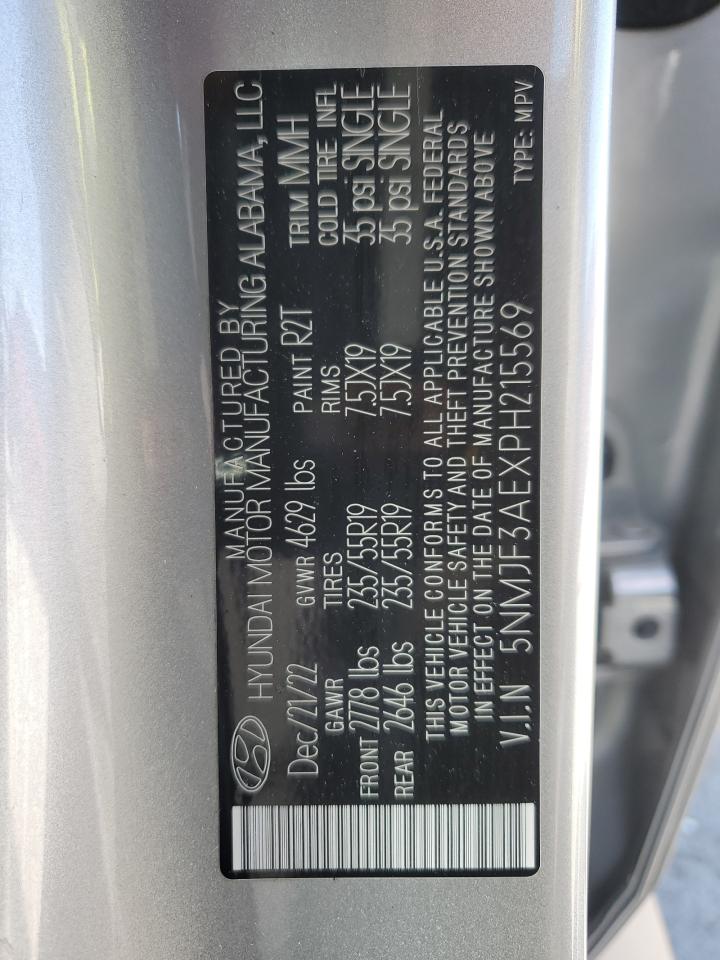 MANUFACTURED BY
HYUNDAI MOTOR MANUFACTURING ALABAMA, LLC
Dec/21/22 GVWR 4629 lbs PAINT R2T TRIM MMH
GAWR TIRES RIMS COLD TIRE INFL
FRONT 2778 lbs 235/55R19 7.5JX19 35 psi SINGLE
REAR 2646 lbs 235/55R19 7.5JX19 35 psi SINGLE
THIS VEHICLE CONFORMS TO ALL APPLICABLE U.S.A. FEDERAL
MOTOR VEHICLE SAFETY AND THEFT PREVENTION STANDARDS
IN EFFECT ON THE DATE OF MANUFACTURE SHOWN ABOVE
V.I.N 5NMJF3AEXPH215569 TYPE: MPV